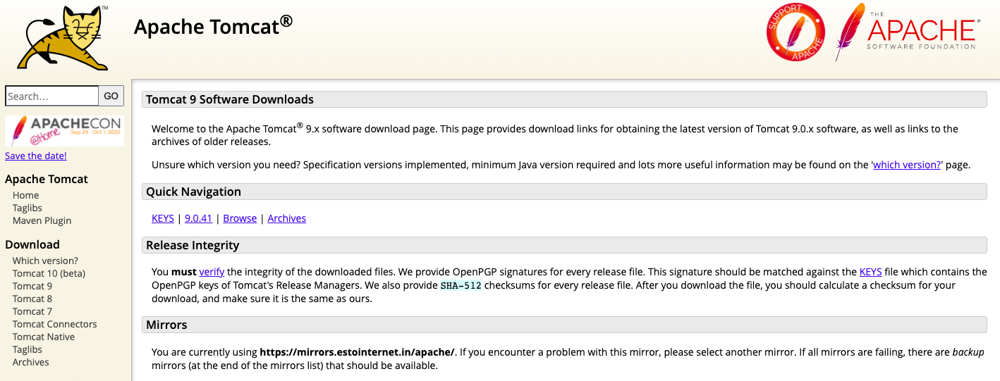 TM
Apache Tomcat®
SUPPORT APACHE
THE APACHE® SOFTWARE FOUNDATION
Search...
GO
APACHECON
@Home
Sep 29 - Oct 1, 2020
Save the date!
Apache Tomcat
Home
Taglibs
Maven Plugin
Download
Which version?
Tomcat 10 (beta)
Tomcat 9
Tomcat 8
Tomcat 7
Tomcat Connectors
Tomcat Native
Taglibs
Archives
Tomcat 9 Software Downloads
Welcome to the Apache Tomcat® 9.x software download page. This page provides download links for obtaining the latest version of Tomcat 9.0.x software, as well as links to the
archives of older releases.
Unsure which version you need? Specification versions implemented, minimum Java version required and lots more useful information may be found on the 'which version?' page.
Quick Navigation
KEYS | 9.0.41 | Browse | Archives
Release Integrity
You must verify the integrity of the downloaded files. We provide OpenPGP signatures for every release file. This signature should be matched against the KEYS file which contains the
OpenPGP keys of Tomcat's Release Managers. We also provide SHA-512 checksums for every release file. After you download the file, you should calculate a checksum for your
download, and make sure it is the same as ours.
Mirrors
You are currently using https://mirrors.estointernet.in/apache/. If you encounter a problem with this mirror, please select another mirror. If all mirrors are failing, there are backup
mirrors (at the end of the mirrors list) that should be available.